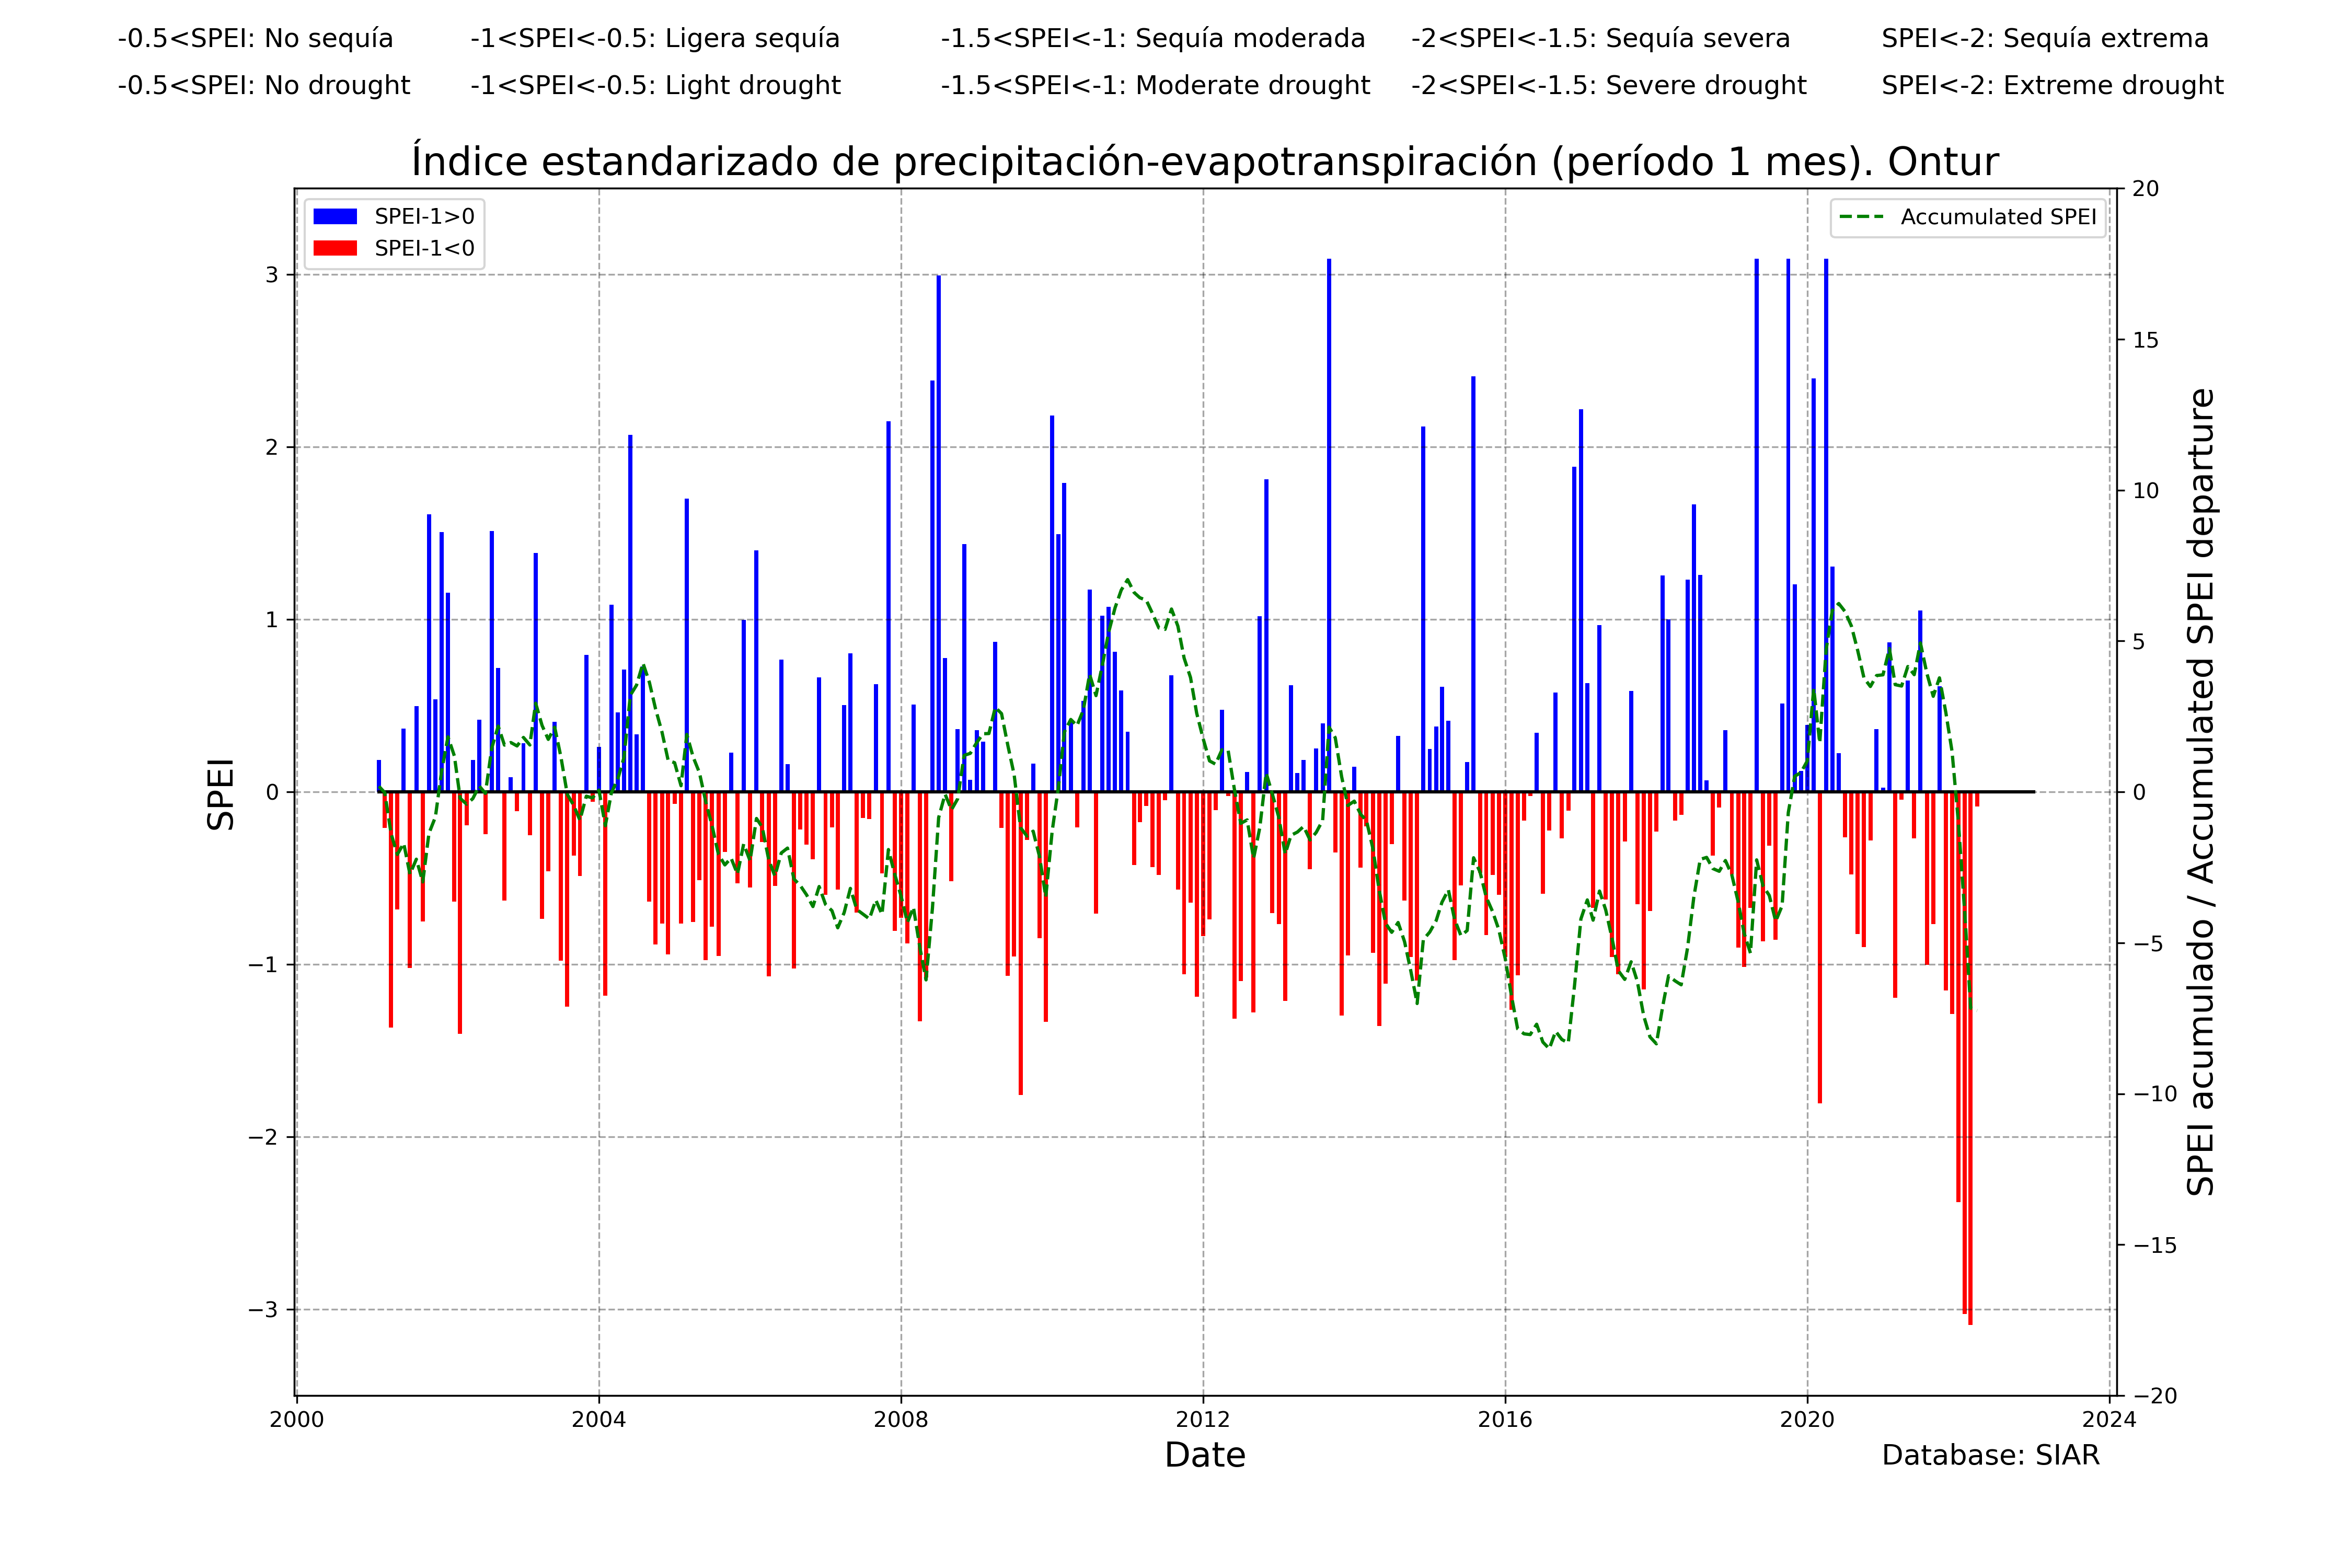 -0.5<SPEI: No sequía -1<SPEI<-0.5: Ligera sequía -1.5<SPEI<-1: Sequía moderada -2<SPEI<-1.5: Sequía severa SPEI<-2: Sequía extrema
-0.5<SPEI: No drought -1<SPEI<-0.5: Light drought -1.5<SPEI<-1: Moderate drought -2<SPEI<-1.5: Severe drought SPEI<-2: Extreme drought
Índice estandarizado de precipitación-evapotranspiración (período 1 mes). Ontur
SPEI-1>0
SPEI-1<0
Accumulated SPEI
SPEI
3
2
1
0
−1
−2
−3
20
15
10
5
0
−5
−10
−15
−20
SPEI acumulado / Accumulated SPEI departure
2000 2004 2008 2012 2016 2020 2024
Date
Database: SIAR